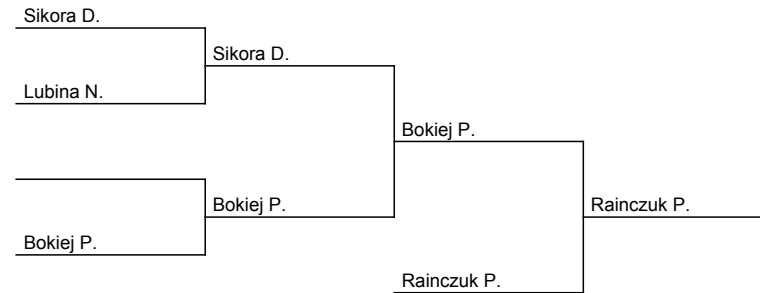 Sikora D.
Sikora D.
Lubina N.
Bokiej P.
Bokiej P.
Rainczuk P.
Bokiej P.
Rainczuk P.